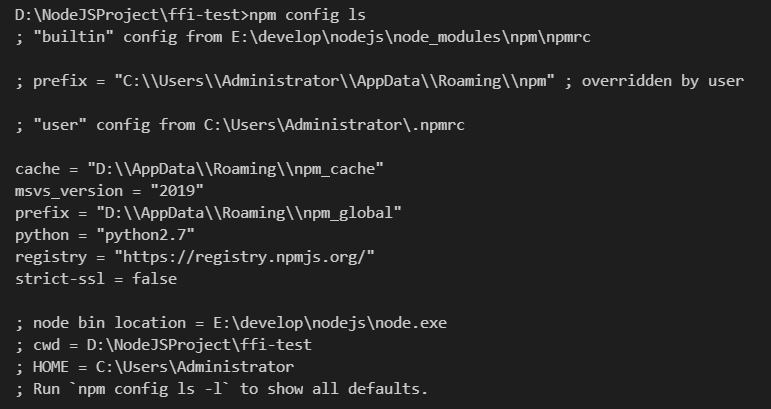 D:\NodeJSProject\ffi-test>npm config ls
; "builtin" config from E:\develop\nodejs\node_modules\npm\npmrc
; prefix = "C:\\Users\\Administrator\\AppData\\Roaming\\npm" ; overridden by user
; "user" config from C:\Users\Administrator\.npmrc
cache = "D:\\AppData\\Roaming\\npm_cache"
msvs_version = "2019"
prefix = "D:\\AppData\\Roaming\\npm_global"
python = "python2.7"
registry = "https://registry.npmjs.org/"
strict-ssl = false
; node bin location = E:\develop\nodejs\node.exe
; cwd = D:\NodeJSProject\ffi-test
; HOME = C:\Users\Administrator
; Run `npm config ls -l` to show all defaults.